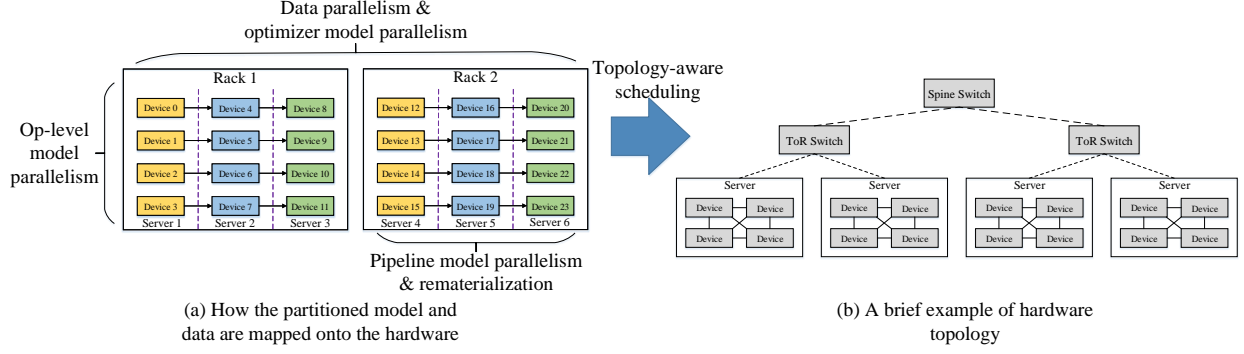 Data parallelism &
optimizer model parallelism
Op-level
model
parallelism
Rack 1
Device 0 Device 4 Device 8
Device 1 Device 5 Device 9
Device 2 Device 6 Device 10
Device 3 Device 7 Device 11
Server 1 Server 2 Server 3
Rack 2
Device 12 Device 16 Device 20
Device 13 Device 17 Device 21
Device 14 Device 18 Device 22
Device 15 Device 19 Device 23
Server 4 Server 5 Server 6
Pipeline model parallelism
& rematerialization
(a) How the partitioned model and
data are mapped onto the hardware
Topology-aware
scheduling
Spine Switch
ToR Switch ToR Switch
Server Server Server Server
Device Device Device Device Device Device Device Device
Device Device Device Device Device Device Device Device
(b) A brief example of hardware
topology